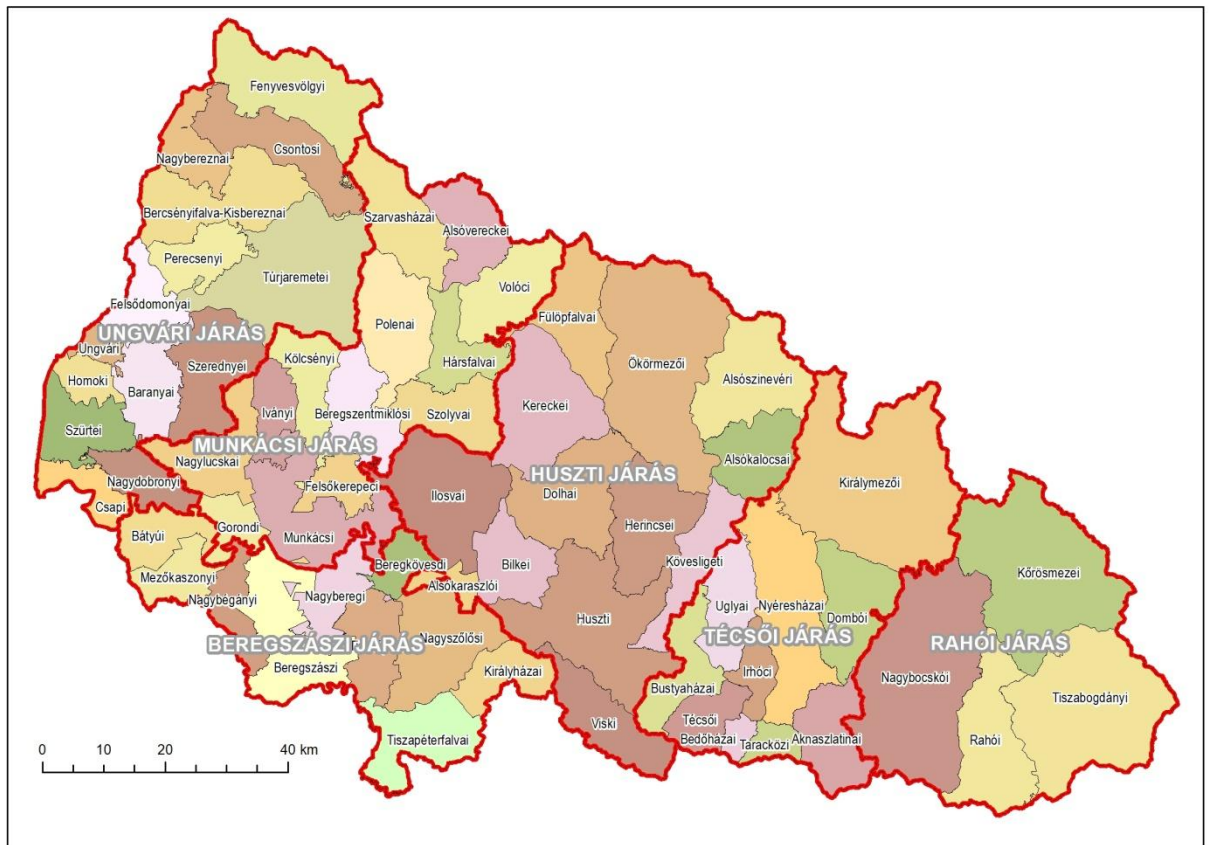 Fenyvesvölgyi
Csontosi
Nagybereznai
Bercsényifalva-Kisbereznai
Szarvasházai
Alsóvereckei
Perecsenyi
Túrjaremetei
Volóci
Felsődomonyai
Fülöpfalvai
UNGVÁRI JÁRÁS
Polenai
Ungvári
Szerednyei
Kölcsényi
Hársfalvai
Ökörmezői
Alsószinevéri
Homoki
Baranyai
Iványi
Beregszentmiklósi
Szolyvai
Kereckei
Szürtei
MUNKÁCSI JÁRÁS
Nagylucskai
Alsókalocsai
Nagydobronyi
Felsőkerepeci
Ilosvai
HUSZTI JÁRÁS
Dolhai
Királymezői
Csapi
Herincsei
Gorondi
Bátyúi
Munkácsi
Kövesligeti
Beregkövesdi
Bilkei
Kőrösmezei
Mezőkaszonyi
Alsókaraszlói
Nagybégányi
Nagyberegi
Uglyai
Nyéresházai
Huszti
Dombói
BEREGSZÁSZI JÁRÁS
Nagyszőlősi
TÉCSŐI JÁRÁS
RAHÓI JÁRÁS
Beregszászi
Királyházai
Irhóci
Nagybocskói
Bustyaházai
Tiszabogdányi
Viski
Técsői
Tiszapéterfalvai
Bedőházai
Taracközi
Aknaszlatinai
Rahói
0 10 20 40 km